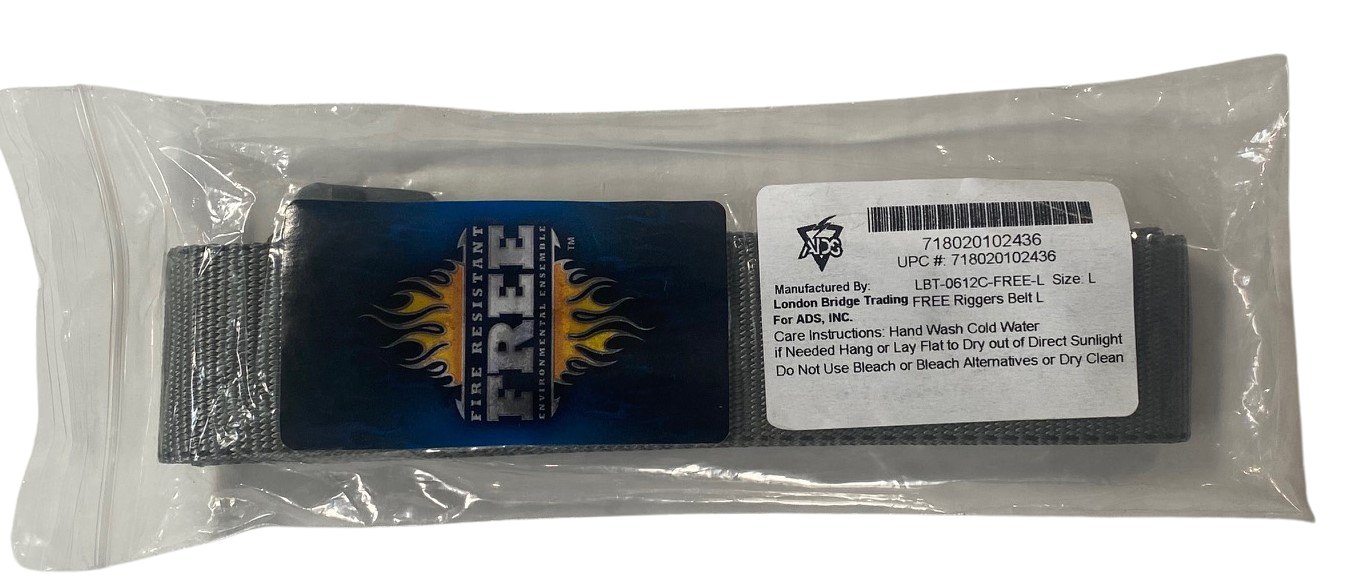 FIRE RESISTANT
FREE
ENVIRONMENTAL ENSEMBLE
TM
ADS
718020102436
UPC #: 718020102436
Manufactured By: LBT-0612C-FREE-L Size. L
London Bridge Trading FREE Riggers Belt L
For ADS, INC.
Care Instructions: Hand Wash Cold Water
if Needed Hang or Lay Flat to Dry out of Direct Sunlight
Do Not Use Bleach or Bleach Alternatives or Dry Clean